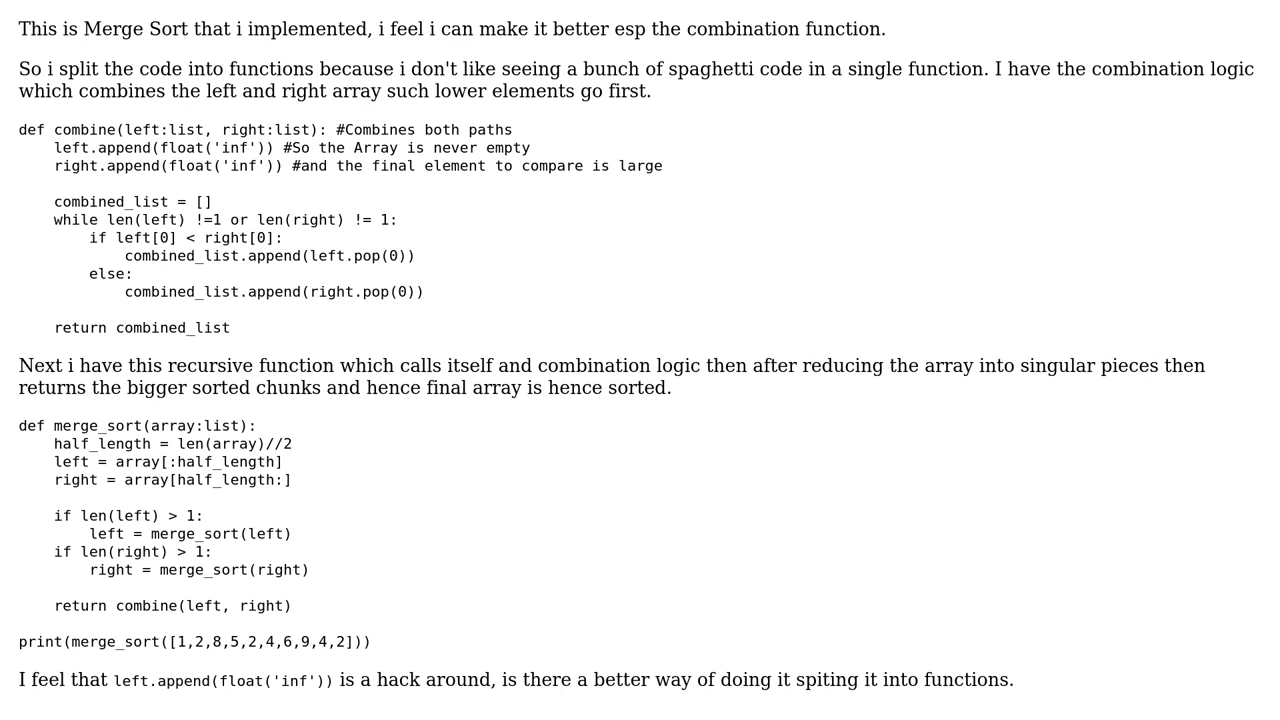 This is Merge Sort that i implemented, i feel i can make it better esp the combination function.
So i split the code into functions because i don't like seeing a bunch of spaghetti code in a single function. I have the combination logic
which combines the left and right array such lower elements go first.
def combine(left:list, right:list): #Combines both paths
    left.append(float('inf')) #So the Array is never empty
    right.append(float('inf')) #and the final element to compare is large
    combined_list = []
    while len(left) !=1 or len(right) != 1:
        if left[0] < right[0]:
            combined_list.append(left.pop(0))
        else:
            combined_list.append(right.pop(0))
    return combined_list
Next i have this recursive function which calls itself and combination logic then after reducing the array into singular pieces then
returns the bigger sorted chunks and hence final array is hence sorted.
def merge_sort(array:list):
    half_length = len(array)//2
    left = array[:half_length]
    right = array[half_length:]
    if len(left) > 1:
        left = merge_sort(left)
    if len(right) > 1:
        right = merge_sort(right)
    return combine(left, right)
print(merge_sort([1,2,8,5,2,4,6,9,4,2]))
I feel that left.append(float('inf')) is a hack around, is there a better way of doing it spiting it into functions.